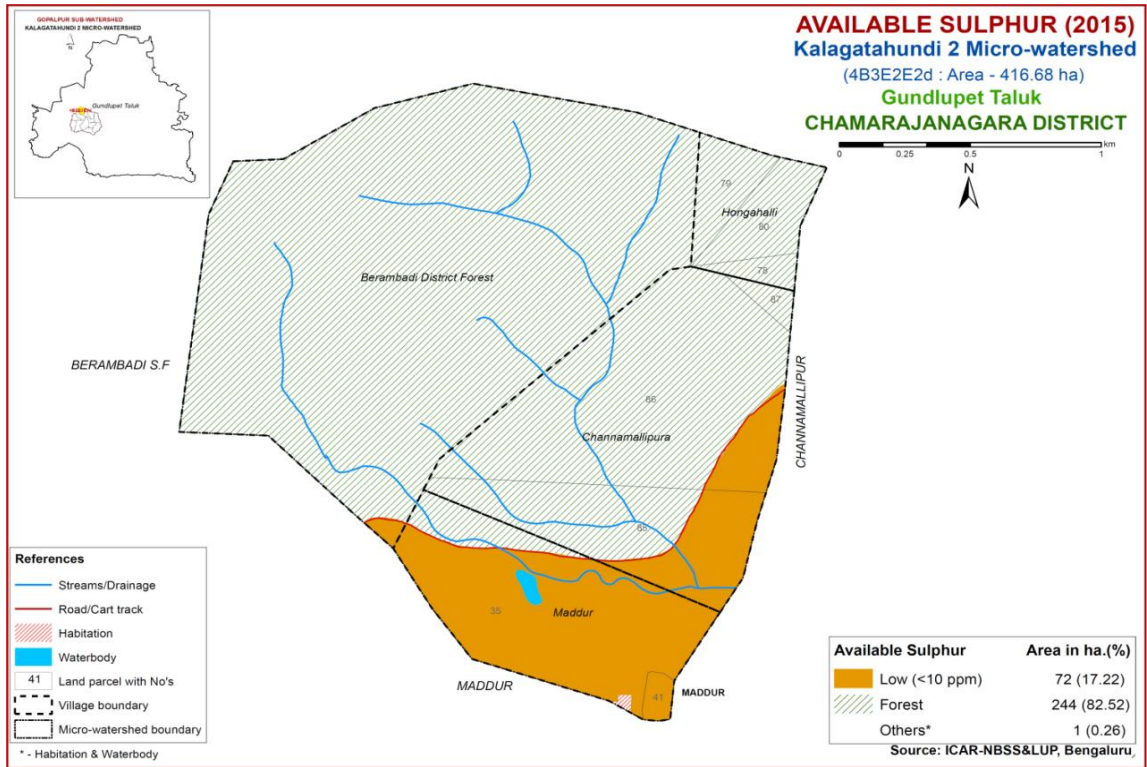 GOPALPUR SUB-WATERSHED
KALAGATAHUNDI 2 MICRO-WATERSHED
N
Gundlupet Taluk
AVAILABLE SULPHUR (2015)
Kalagatahundi 2 Micro-watershed
(4B3E2E2d : Area - 416.68 ha)
Gundlupet Taluk
CHAMARAJANAGARA DISTRICT
km
0 0.25 0.5 1
N
79
Hongahalli
80
78
87
Berambadi District Forest
BERAMBADI S.F
CHANNAMALLIPUR
86
Channamallipura
85
35
Maddur
MADDUR
41
MADDUR
References
Streams/Drainage
Road/Cart track
Habitation
Waterbody
41 Land parcel with No's
Village boundary
Micro-watershed boundary
* - Habitation & Waterbody
Available Sulphur Area in ha.(%)
Low (<10 ppm) 72 (17.22)
Forest 244 (82.52)
Others* 1 (0.26)
Source: ICAR-NBSS&LUP, Bengaluru